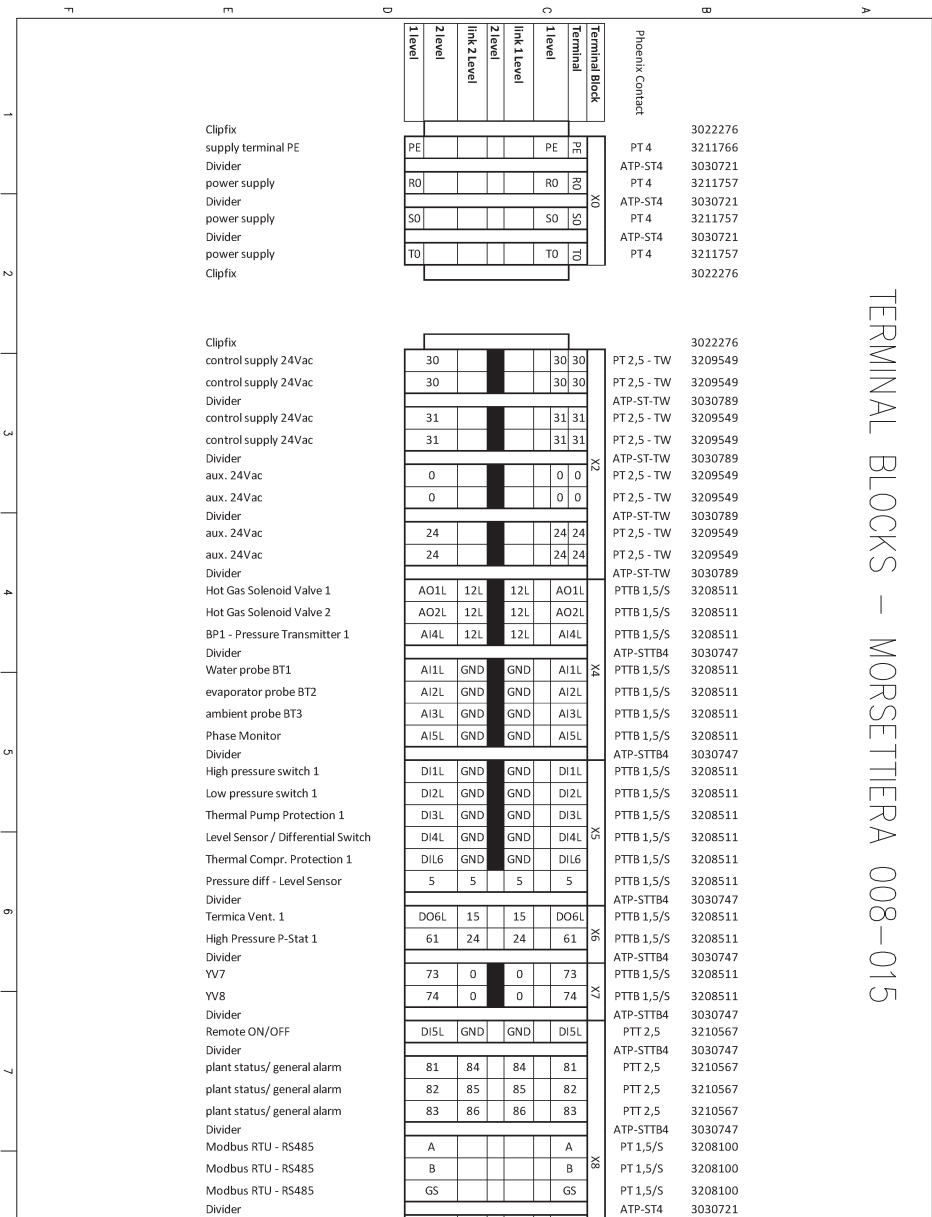 F E D C B A
1 level 2 level link 2 Level 2 level link 1 Level 1 level Terminal Terminal Block Phoenix Contact
1
Clipfix 3022276
supply terminal PE PE PE PE PT 4 3211766
Divider ATP-ST4 3030721
power supply R0 R0 R0 PT 4 3211757
X0
Divider ATP-ST4 3030721
power supply S0 S0 S0 PT 4 3211757
Divider ATP-ST4 3030721
power supply T0 T0 T0 PT 4 3211757
2 Clipfix 3022276
TERMINAL BLOCKS — MORSETTIERA 008-015
Clipfix 3022276
control supply 24Vac 30 30 30 PT 2,5 - TW 3209549
control supply 24Vac 30 30 30 PT 2,5 - TW 3209549
Divider ATP-ST-TW 3030789
control supply 24Vac 31 31 31 PT 2,5 - TW 3209549
3 control supply 24Vac 31 31 31 PT 2,5 - TW 3209549
Divider ATP-ST-TW 3030789
X2
aux. 24Vac 0 0 0 PT 2,5 - TW 3209549
aux. 24Vac 0 0 0 PT 2,5 - TW 3209549
Divider ATP-ST-TW 3030789
aux. 24Vac 24 24 24 PT 2,5 - TW 3209549
aux. 24Vac 24 24 24 PT 2,5 - TW 3209549
Divider ATP-ST-TW 3030789
4 Hot Gas Solenoid Valve 1 AO1L 12L 12L AO1L PTTB 1,5/S 3208511
Hot Gas Solenoid Valve 2 AO2L 12L 12L AO2L PTTB 1,5/S 3208511
BP1 - Pressure Transmitter 1 AI4L 12L 12L AI4L PTTB 1,5/S 3208511
Divider ATP-STTB4 3030747
Water probe BT1 AI1L GND GND AI1L X4 PTTB 1,5/S 3208511
evaporator probe BT2 AI2L GND GND AI2L PTTB 1,5/S 3208511
ambient probe BT3 AI3L GND GND AI3L PTTB 1,5/S 3208511
Phase Monitor AI5L GND GND AI5L PTTB 1,5/S 3208511
5 Divider ATP-STTB4 3030747
High pressure switch 1 DI1L GND GND DI1L PTTB 1,5/S 3208511
Low pressure switch 1 DI2L GND GND DI2L PTTB 1,5/S 3208511
Thermal Pump Protection 1 DI3L GND GND DI3L PTTB 1,5/S 3208511
Level Sensor / Differential Switch DI4L GND GND DI4L X5 PTTB 1,5/S 3208511
Thermal Compr. Protection 1 DIL6 GND GND DIL6 PTTB 1,5/S 3208511
Pressure diff - Level Sensor 5 5 5 5 PTTB 1,5/S 3208511
Divider ATP-STTB4 3030747
6 Termica Vent. 1 DO6L 15 15 DO6L PTTB 1,5/S 3208511
High Pressure P-Stat 1 61 24 24 61 X6 PTTB 1,5/S 3208511
Divider ATP-STTB4 3030747
YV7 73 0 0 73 PTTB 1,5/S 3208511
YV8 74 0 0 74 X7 PTTB 1,5/S 3208511
Divider ATP-STTB4 3030747
Remote ON/OFF DI5L GND GND DI5L PTT 2,5 3210567
Divider ATP-STTB4 3030747
7 plant status/ general alarm 81 84 84 81 PTT 2,5 3210567
plant status/ general alarm 82 85 85 82 PTT 2,5 3210567
plant status/ general alarm 83 86 86 83 PTT 2,5 3210567
Divider ATP-STTB4 3030747
Modbus RTU - RS485 A A PT 1,5/S 3208100
Modbus RTU - RS485 B B X8 PT 1,5/S 3208100
Modbus RTU - RS485 GS GS PT 1,5/S 3208100
Divider ATP-ST4 3030721